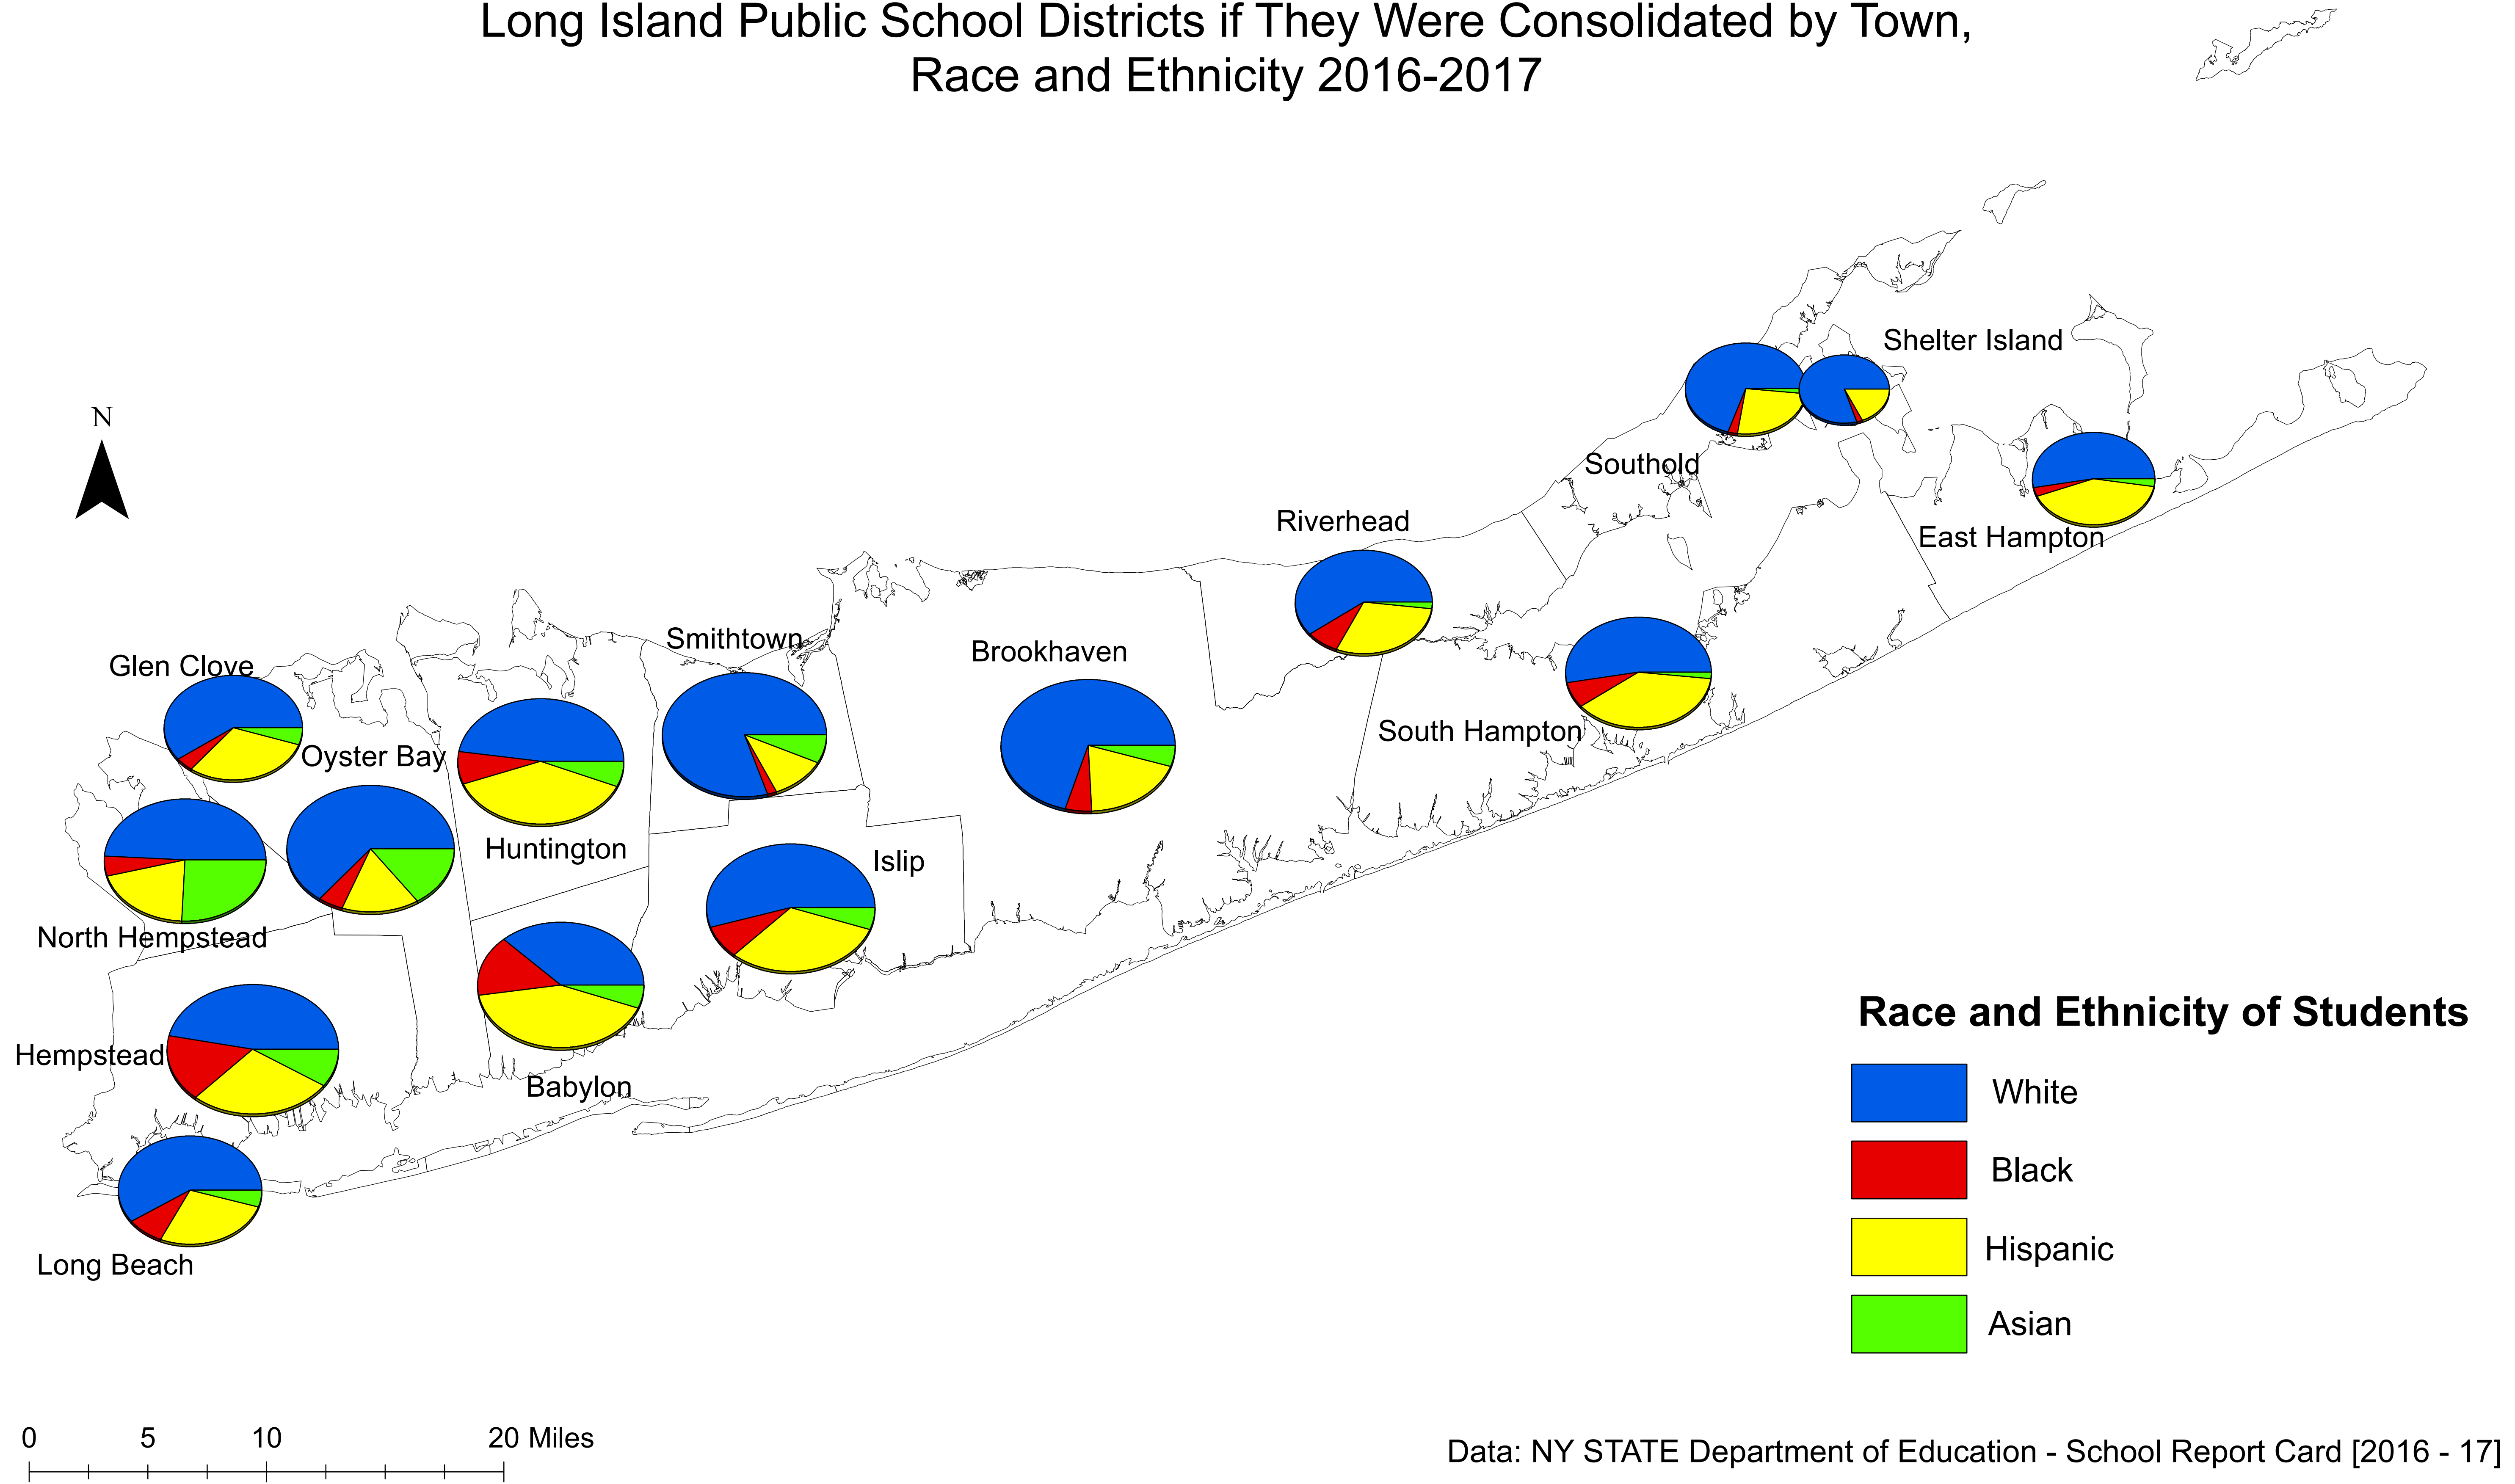 Long Island Public School Districts if They Were Consolidated by Town,
Race and Ethnicity 2016-2017
Shelter Island
N
Southold
Riverhead
East Hampton
Smithtown
Brookhaven
Glen Clove
South Hampton
Oyster Bay
Huntington
Islip
North Hempstead
Hempstead
Babylon
Long Beach
Race and Ethnicity of Students
White
Black
Hispanic
Asian
0 5 10 20 Miles
Data: NY STATE Department of Education - School Report Card [2016 - 17]